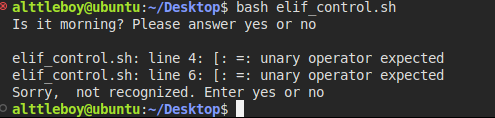 alttleboy@ubuntu:~/Desktop$ bash elif_control.sh
Is it morning? Please answer yes or no
elif_control.sh: line 4: [: =: unary operator expected
elif_control.sh: line 6: [: =: unary operator expected
Sorry,  not recognized. Enter yes or no
alttleboy@ubuntu:~/Desktop$